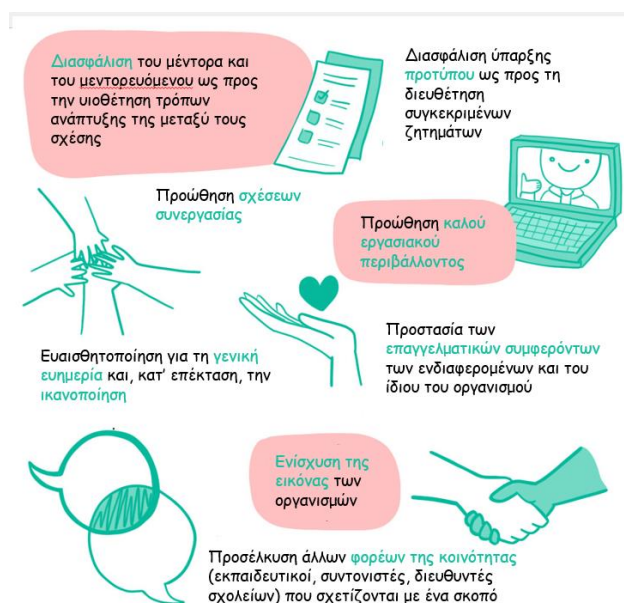 Διασφάλιση του μέντορα και
του μεντορευόμενου ως προς
την υιοθέτηση τρόπων
ανάπτυξης της μεταξύ τους
σχέσης
Διασφάλιση ύπαρξης
προτύπου ως προς τη
διευθέτηση
συγκεκριμένων
ζητημάτων
Προώθηση σχέσεων
συνεργασίας
Προώθηση καλού
εργασιακού
περιβάλλοντος
Ευαισθητοποίηση για τη γενική
ευημερία και, κατ' επέκταση, την
ικανοποίηση
Προστασία των
επαγγελματικών συμφερόντων
των ενδιαφερομένων και του
ίδιου του οργανισμού
Ενίσχυση της
εικόνας των
οργανισμών
Προσέλκυση άλλων φορέων της κοινότητας
(εκπαιδευτικοί, συντονιστές, διευθυντές
σχολείων) που σχετίζονται με ένα σκοπό